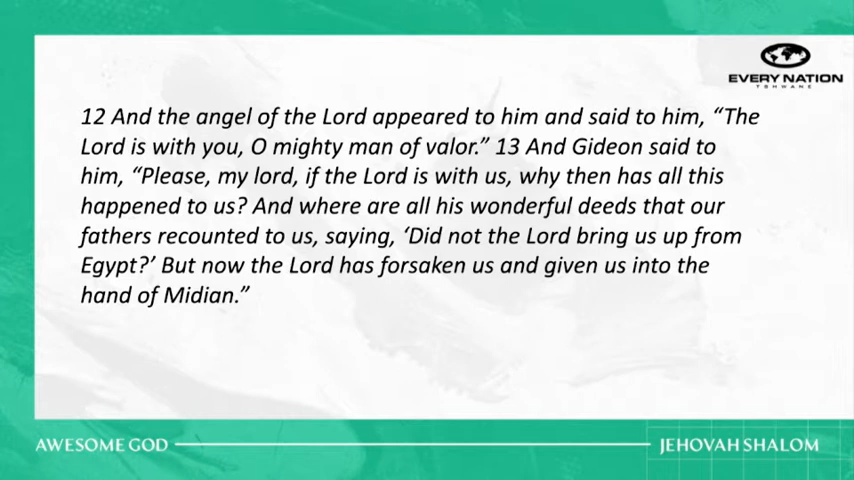 EVERY NATION
TSHWANE
12 And the angel of the Lord appeared to him and said to him, “The
Lord is with you, O mighty man of valor.” 13 And Gideon said to
him, “Please, my lord, if the Lord is with us, why then has all this
happened to us? And where are all his wonderful deeds that our
fathers recounted to us, saying, ‘Did not the Lord bring us up from
Egypt?’ But now the Lord has forsaken us and given us into the
hand of Midian.”
AWESOME GOD
JEHOVAH SHALOM